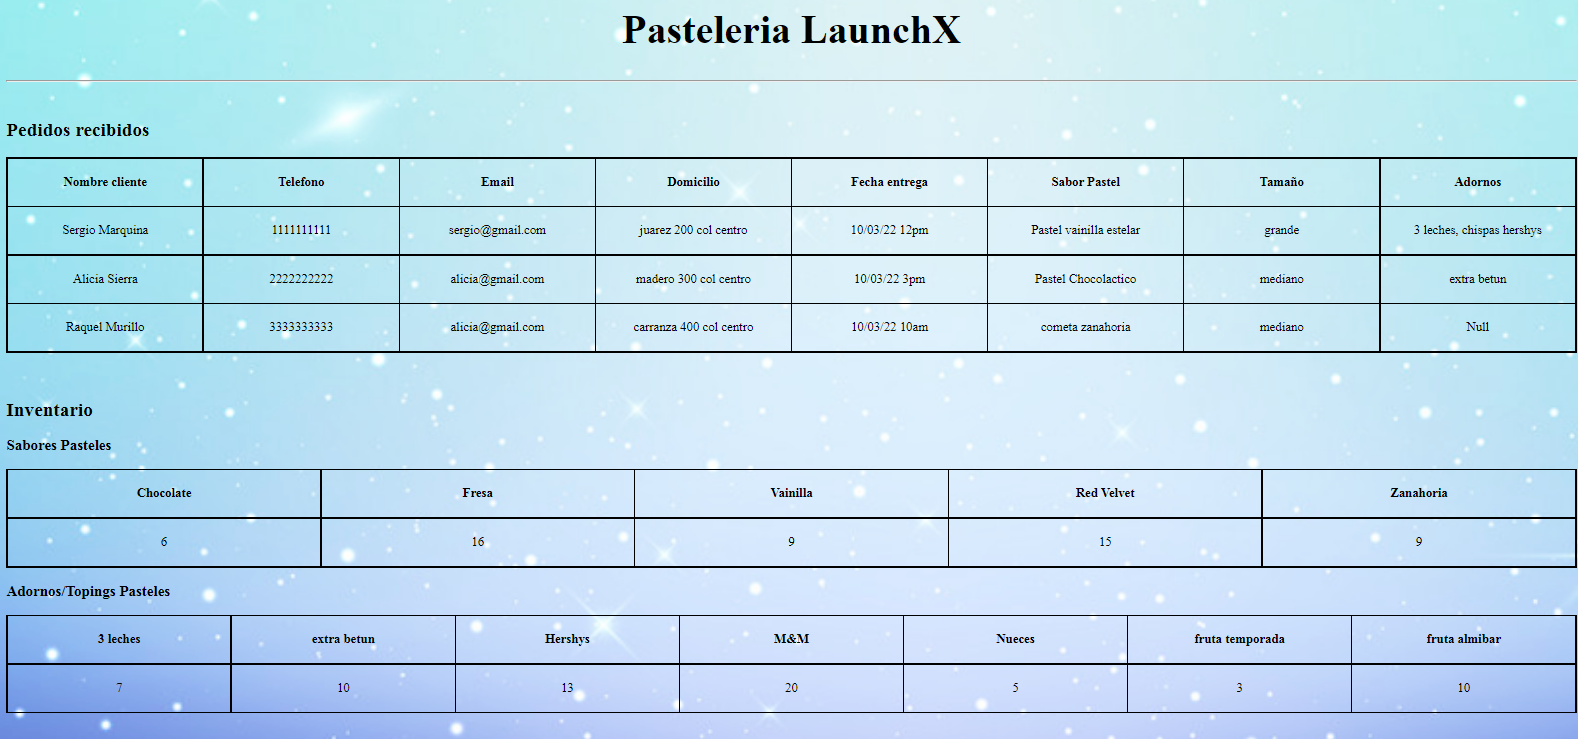 Pasteleria LaunchX
Pedidos recibidos
Nombre cliente Telefono Email Domicilio Fecha entrega Sabor Pastel Tamaño Adornos
Sergio Marquina 1111111111 sergio@gmail.com juarez 200 col centro 10/03/22 12pm Pastel vainilla estelar grande 3 leches, chispas hershys
Alicia Sierra 2222222222 alicia@gmail.com madero 300 col centro 10/03/22 3pm Pastel Chocolactico mediano extra betun
Raquel Murillo 3333333333 alicia@gmail.com carranza 400 col centro 10/03/22 10am cometa zanahoria mediano Null
Inventario
Sabores Pasteles
Chocolate Fresa Vainilla Red Velvet Zanahoria
6 16 9 15 9
Adornos/Topings Pasteles
3 leches extra betun Hershys M&M Nueces fruta temporada fruta almibar
7 10 13 20 5 3 10